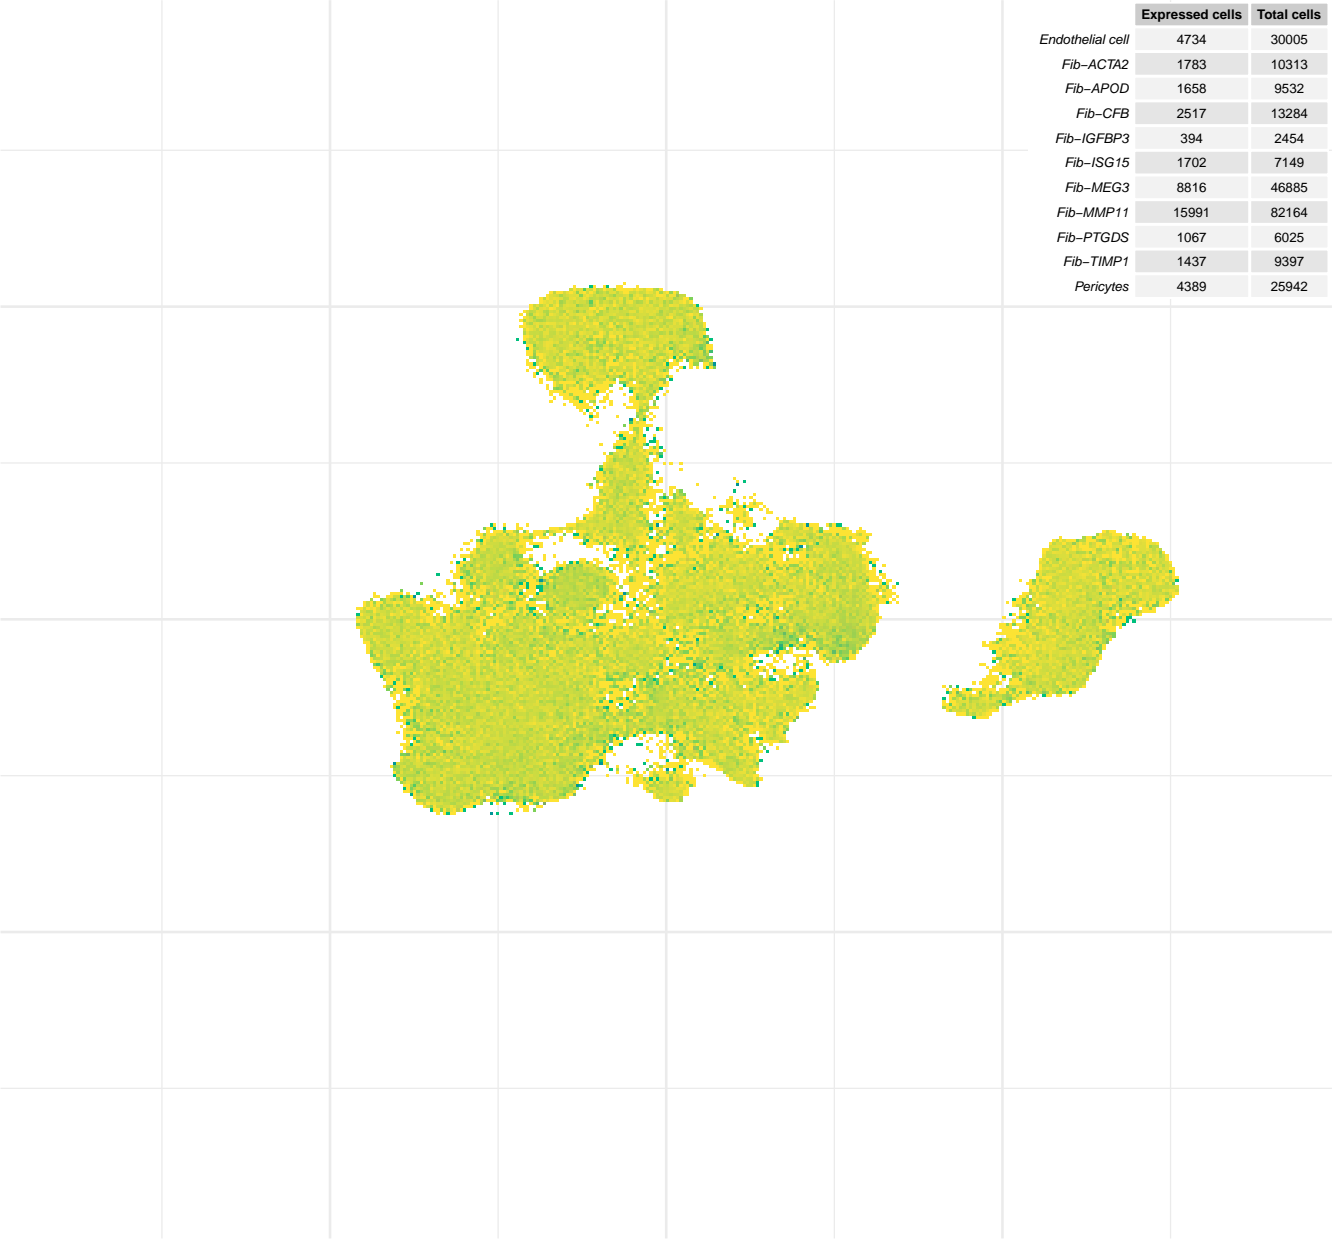 Expressed cells Total cells
Endothelial cell 4734 30005
Fib−ACTA2 1783 10313
Fib−APOD 1658 9532
Fib−CFB 2517 13284
Fib−IGFBP3 394 2454
Fib−ISG15 1702 7149
Fib−MEG3 8816 46885
Fib−MMP11 15991 82164
Fib−PTGDS 1067 6025
Fib−TIMP1 1437 9397
Pericytes 4389 25942